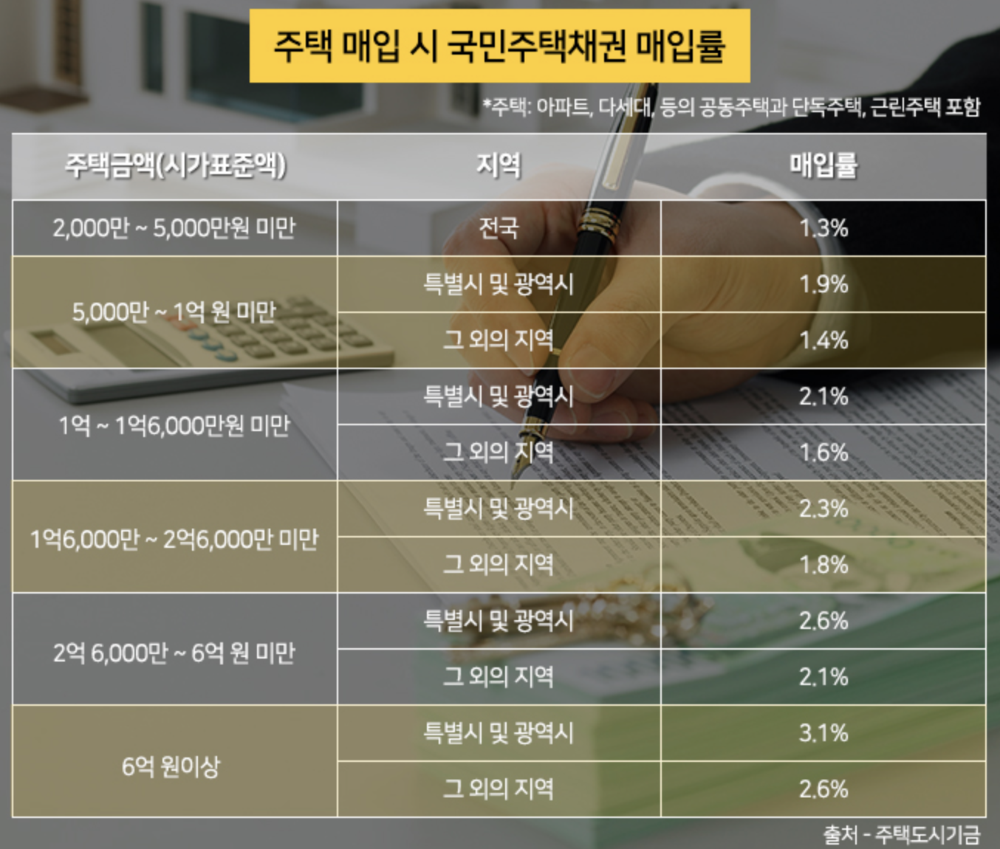 주택 매입 시 국민주택채권 매입률
*주택: 아파트, 다세대, 등의 공동주택과 단독주택, 근린주택 포함
주택금액(시가표준액) 지역 매입률
2,000만 ~ 5,000만원 미만 전국 1.3%
5,000만 ~ 1억 원 미만 특별시 및 광역시 1.9%
그 외의 지역 1.4%
1억 ~ 1억6,000만원 미만 특별시 및 광역시 2.1%
그 외의 지역 1.6%
1억6,000만 ~ 2억6,000만 미만 특별시 및 광역시 2.3%
그 외의 지역 1.8%
2억 6,000만 ~ 6억 원 미만 특별시 및 광역시 2.6%
그 외의 지역 2.1%
6억 원이상 특별시 및 광역시 3.1%
그 외의 지역 2.6%
출처 - 주택도시기금